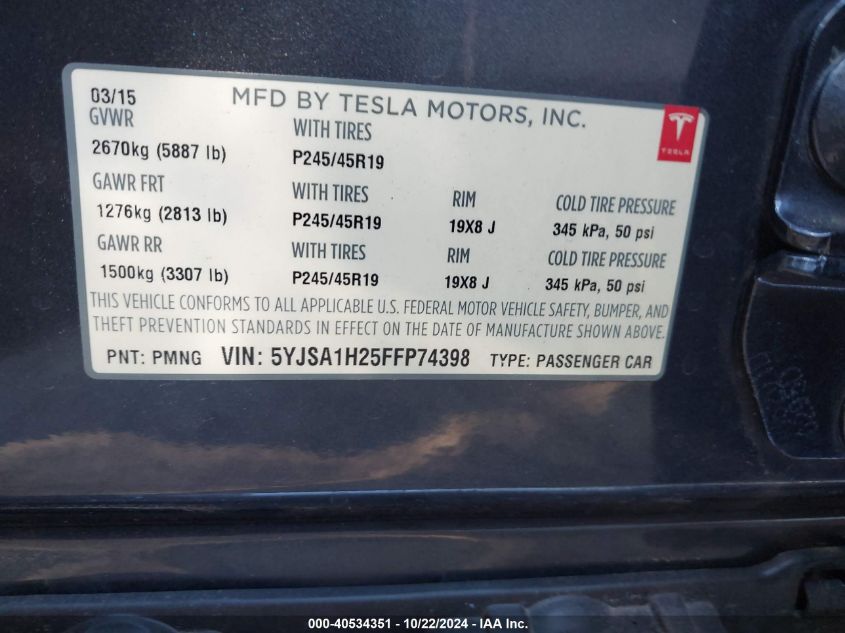 03/15
MFD BY TESLA MOTORS, INC.
GVWR
WITH TIRES
2670kg (5887 lb)
P245/45R19
TESLA
GAWR FRT
WITH TIRES
RIM
COLD TIRE PRESSURE
1276kg (2813 lb)
P245/45R19
19X8 J
345 kPa, 50 psi
GAWR RR
WITH TIRES
RIM
COLD TIRE PRESSURE
1500kg (3307 lb)
P245/45R19
19X8 J
345 kPa, 50 psi
THIS VEHICLE CONFORMS TO ALL APPLICABLE U.S. FEDERAL MOTOR VEHICLE SAFETY, BUMPER, AND
THEFT PREVENTION STANDARDS IN EFFECT ON THE DATE OF MANUFACTURE SHOWN ABOVE.
PNT: PMNG VIN: 5YJSA1H25FFP74398 TYPE: PASSENGER CAR
000-40534351 - 10/22/2024 - IAA Inc.